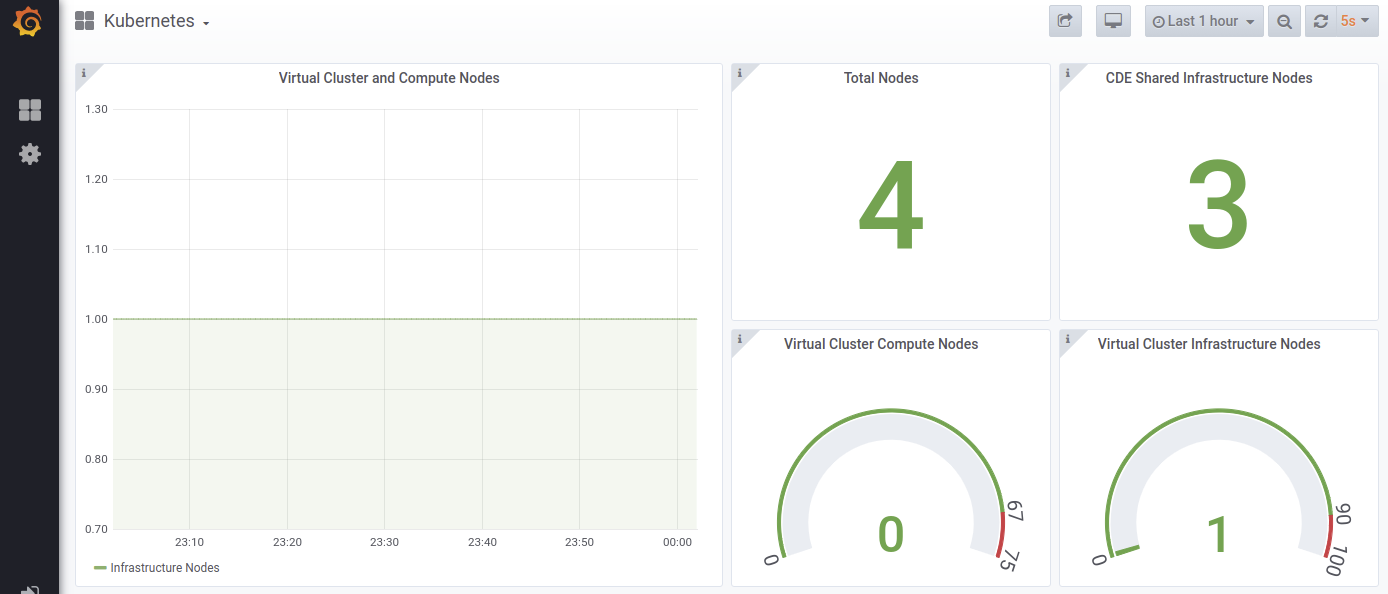 Kubernetes
Last 1 hour
5s
Virtual Cluster and Compute Nodes
1.30
1.20
1.10
1.00
0.90
0.80
0.70
23:10 23:20 23:30 23:40 23:50 00:00
Infrastructure Nodes
i
Total Nodes
4
i
CDE Shared Infrastructure Nodes
3
i
Virtual Cluster Compute Nodes
0
0
67
75
i
Virtual Cluster Infrastructure Nodes
0
1
90
100
i